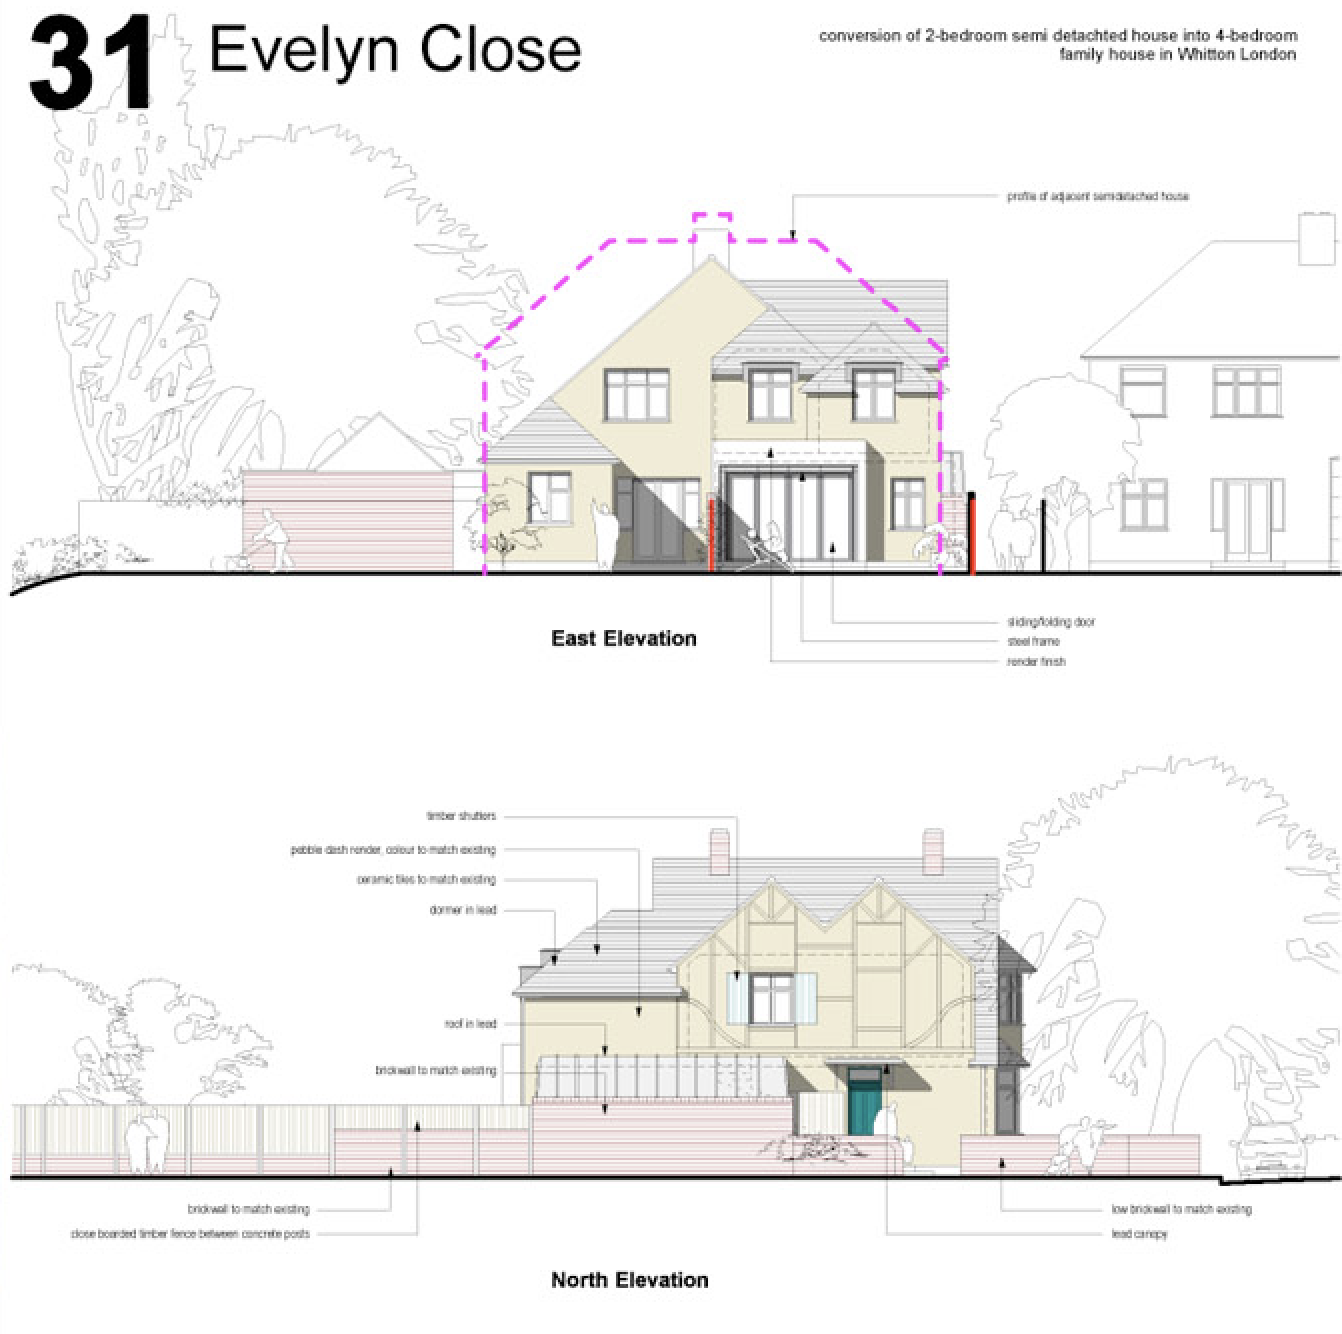 31 Evelyn Close
conversion of 2-bedroom semi detachted house into 4-bedroom
family house in Whitton London
profile of adjacent semidetached house
sliding/folding door
steel frame
render finish
East Elevation
timber shutters
pebble dash render, colour to match existing
ceramic tiles to match existing
dormer in lead
roof in lead
brickwall to match existing
brickwall to match existing
close boarded timber fence between concrete posts
low brickwall to match existing
lead canopy
North Elevation